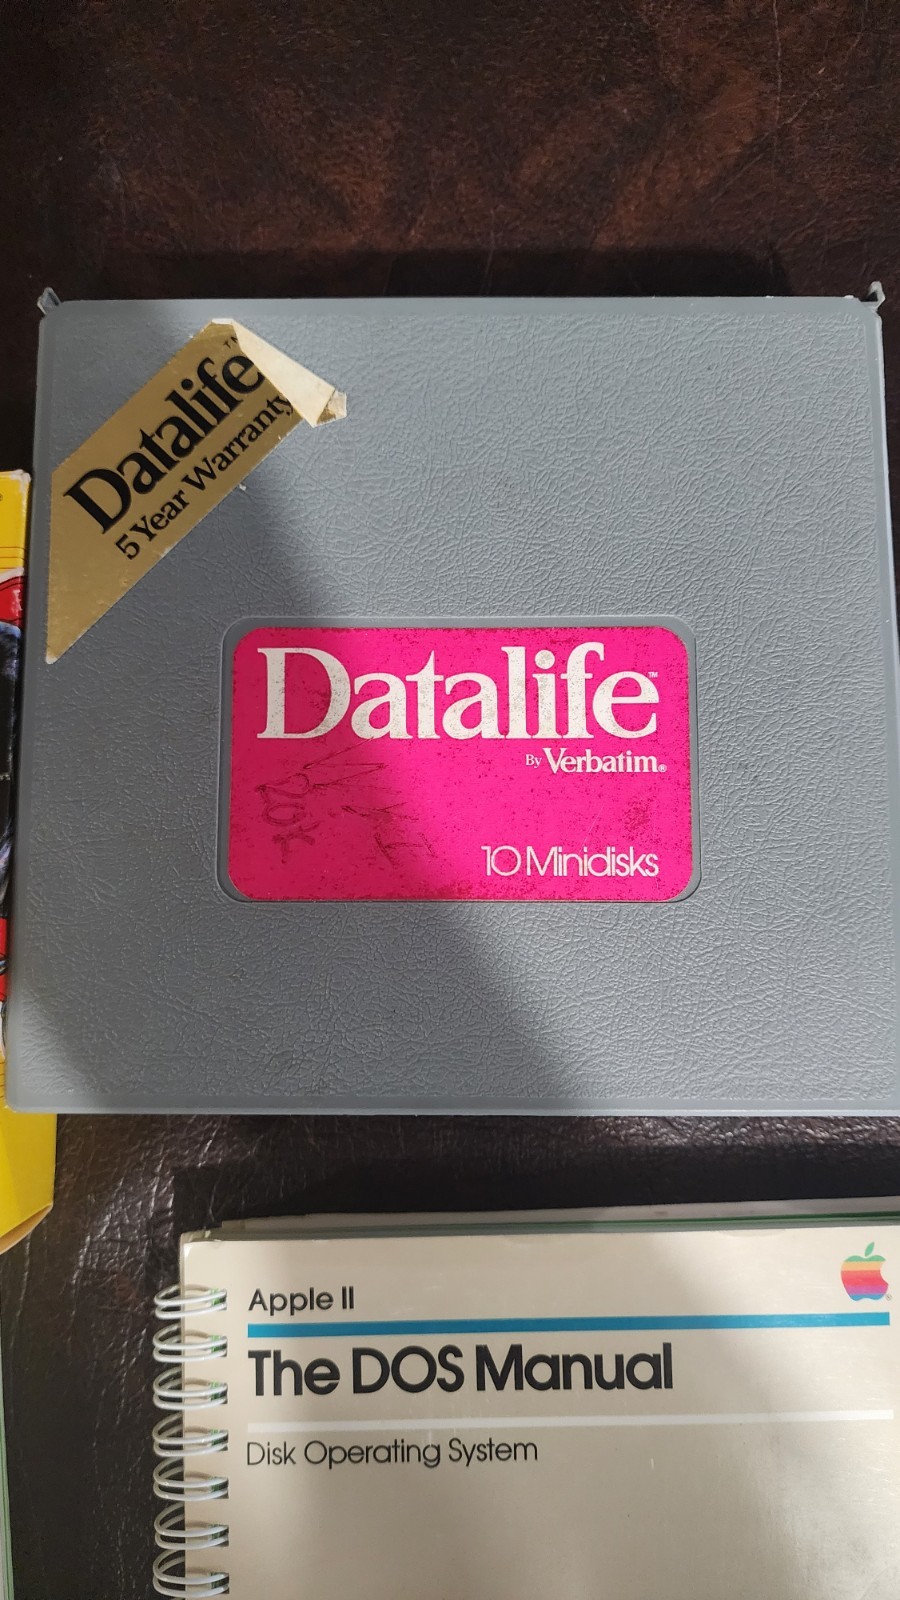 Datalife™
5 Year Warranty
Datalife™
By Verbatim®
10 Minidisks
Apple II
The DOS Manual
Disk Operating System